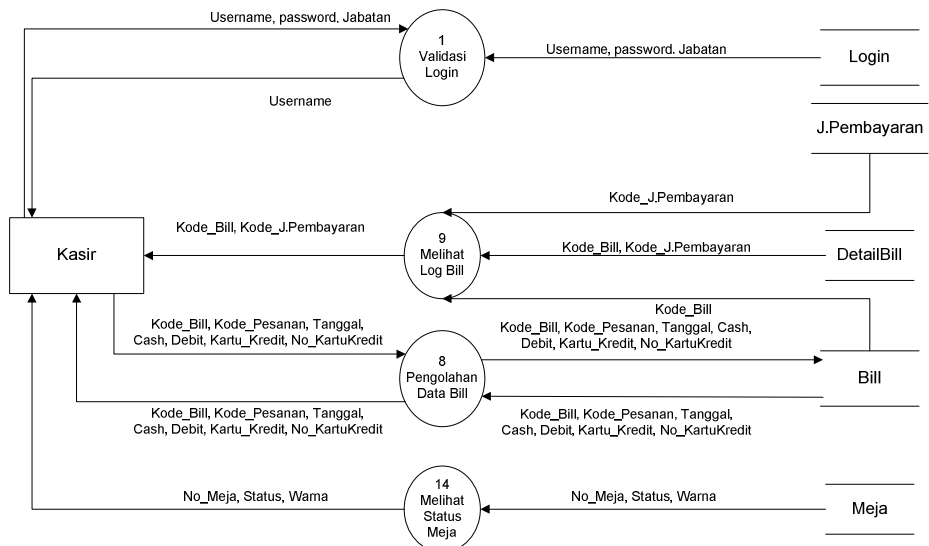 Username, password. Jabatan
1
Validasi
Login
Username, password. Jabatan
Login
Username
J.Pembayaran
Kode_J.Pembayaran
Kasir
Kode_Bill, Kode_J.Pembayaran
9
Melihat
Log Bill
Kode_Bill, Kode_J.Pembayaran
DetailBill
Kode_Bill
Kode_Bill, Kode_Pesanan, Tanggal,
Cash, Debit, Kartu_Kredit, No_KartuKredit
8
Pengolahan
Data Bill
Kode_Bill, Kode_Pesanan, Tanggal, Cash,
Debit, Kartu_Kredit, No_KartuKredit
Bill
Kode_Bill, Kode_Pesanan, Tanggal,
Cash, Debit, Kartu_Kredit, No_KartuKredit
Kode_Bill, Kode_Pesanan, Tanggal,
Cash, Debit, Kartu_Kredit, No_KartuKredit
No_Meja, Status, Warna
14
Melihat
Status
Meja
No_Meja, Status, Warna
Meja